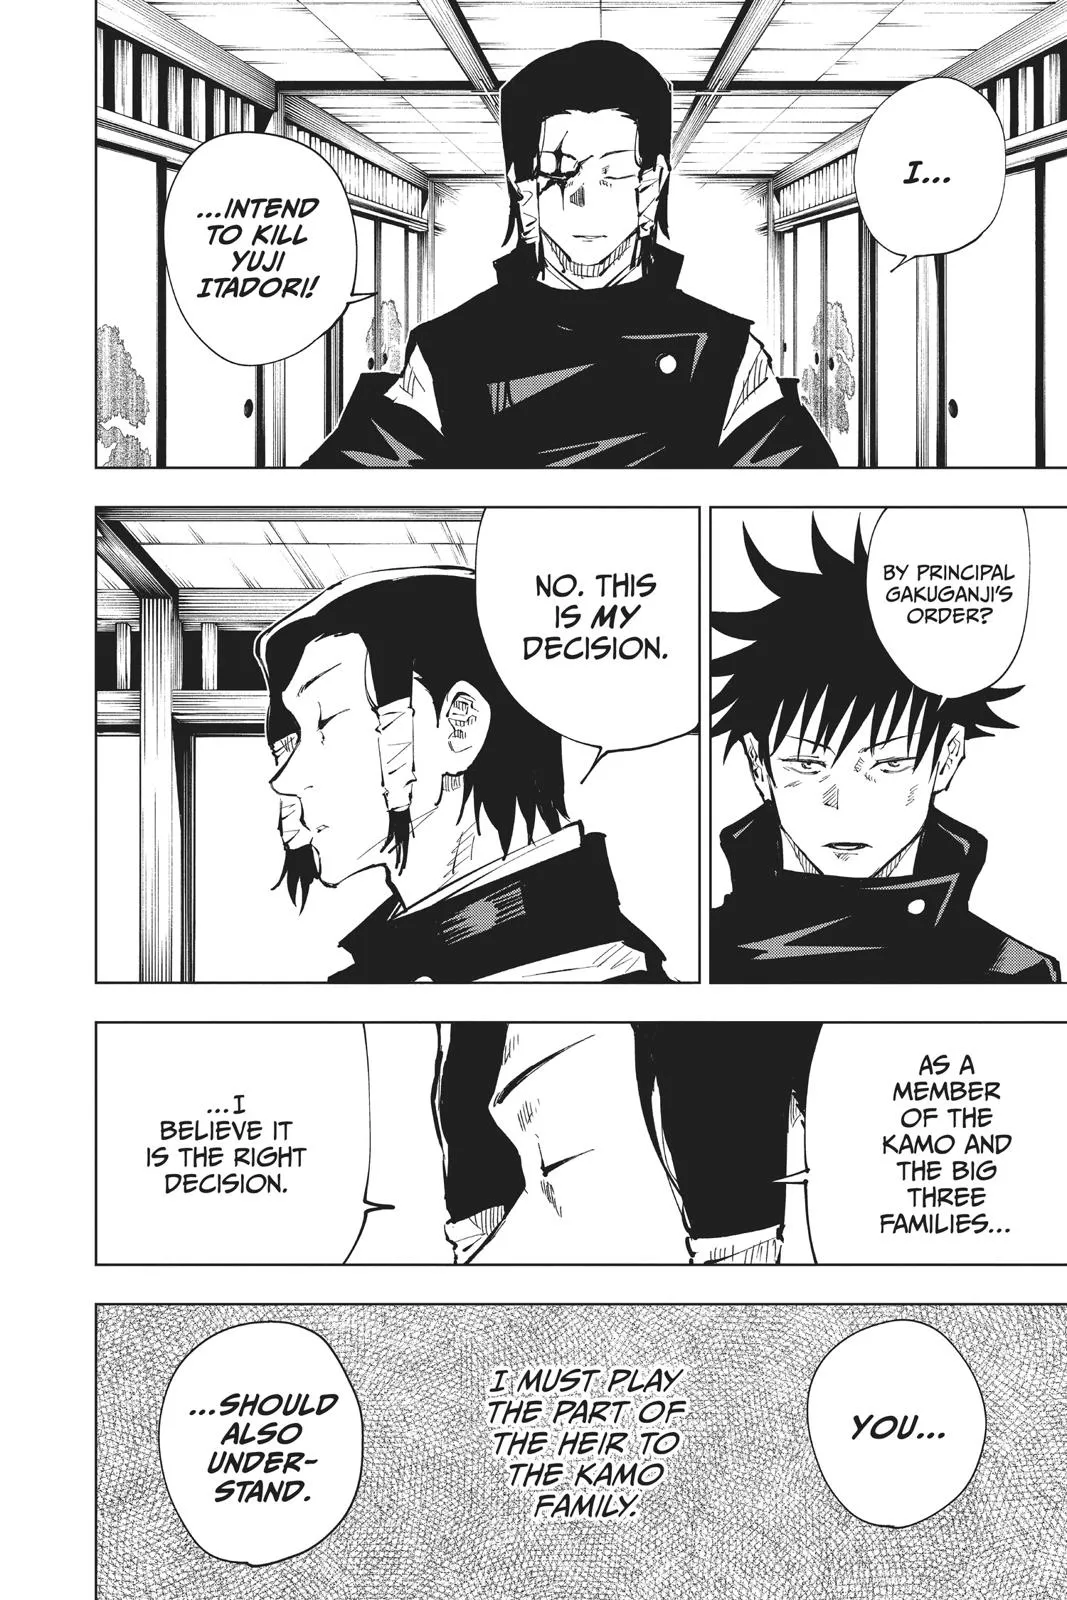 I...
...INTEND
TO KILL
YUJI
ITADORI!
BY PRINCIPAL
GAKUGANJI'S
ORDER?
NO. THIS
IS MY
DECISION.
AS A
MEMBER
OF THE
KAMO AND
THE BIG
THREE
FAMILIES...
...I
BELIEVE IT
IS THE RIGHT
DECISION.
YOU...
I MUST PLAY
THE PART OF
THE HEIR TO
THE KAMO
FAMILY.
...SHOULD
ALSO
UNDER-
STAND.